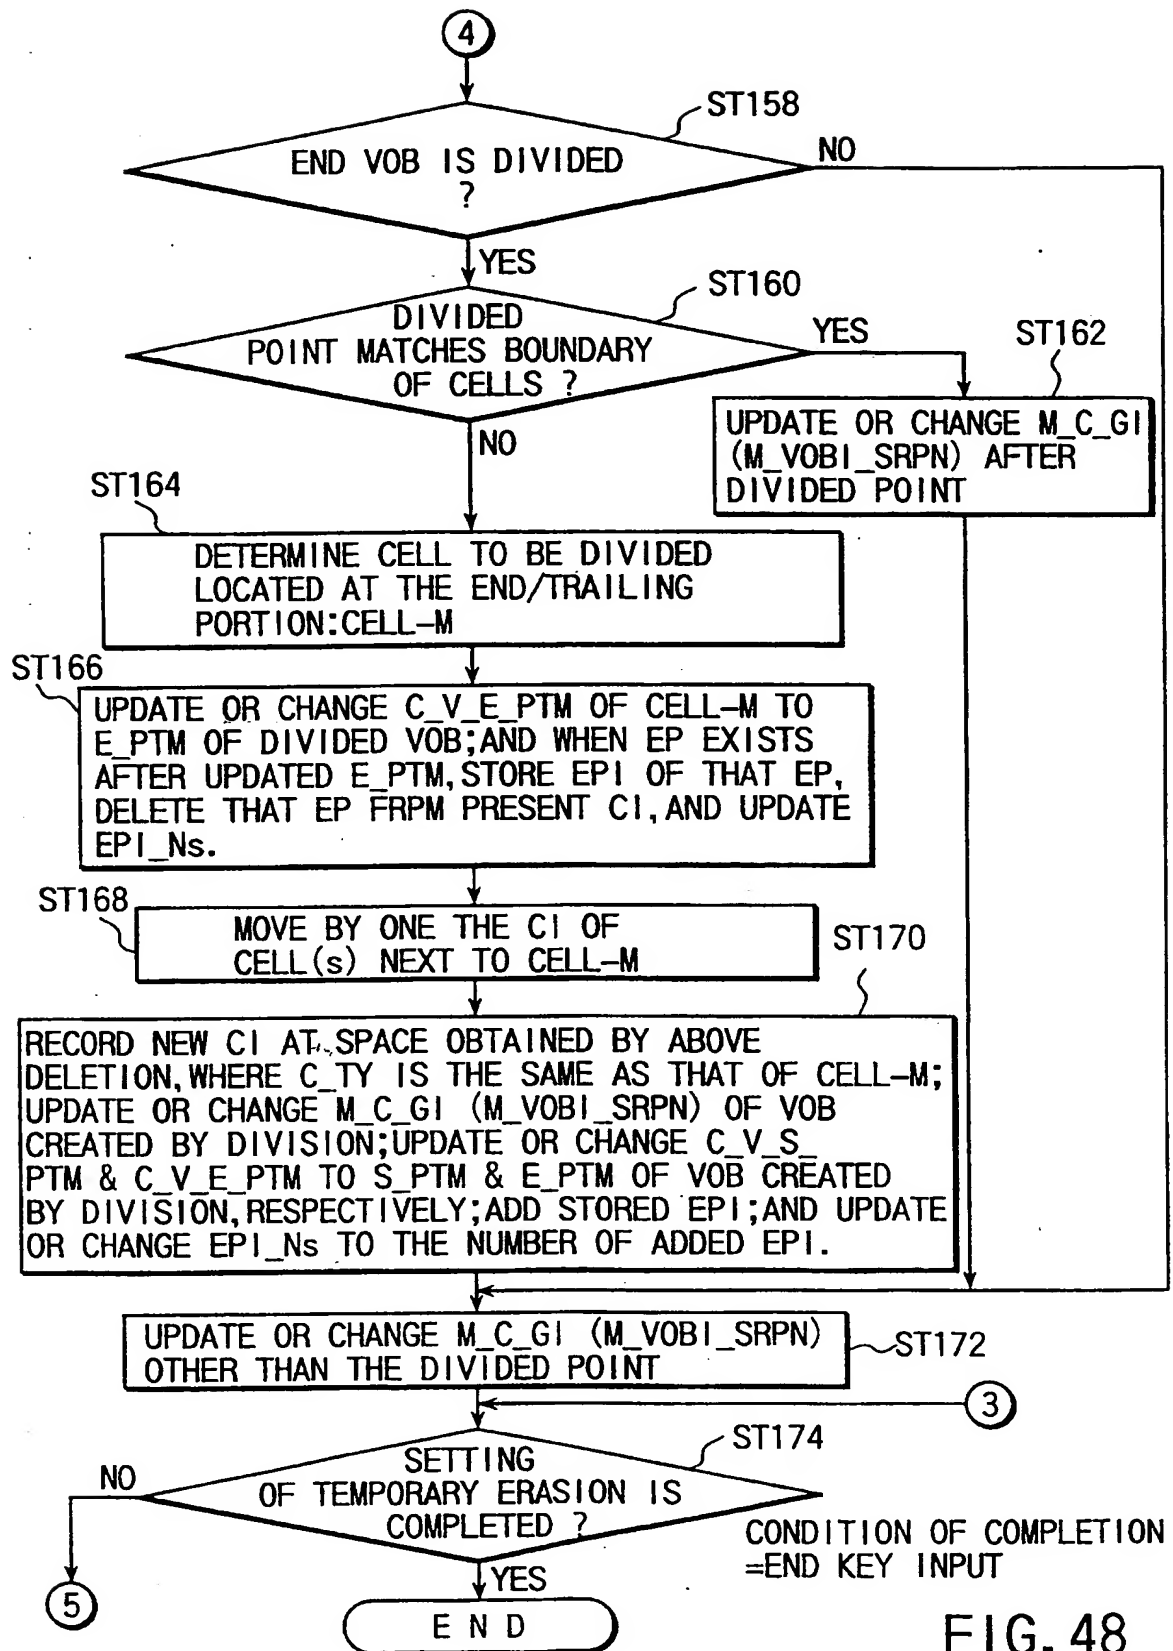 4
ST158
END VOB IS DIVIDED
?
NO
YES
ST160
DIVIDED
POINT MATCHES BOUNDARY
OF CELLS ?
YES
ST162
NO
UPDATE OR CHANGE M_C_GI
(M_VOBI_SRPN) AFTER
DIVIDED POINT
ST164
DETERMINE CELL TO BE DIVIDED
LOCATED AT THE END/TRAILING
PORTION:CELL-M
ST166
UPDATE OR CHANGE C_V_E_PTM OF CELL-M TO
E_PTM OF DIVIDED VOB;AND WHEN EP EXISTS
AFTER UPDATED E_PTM,STORE EPI OF THAT EP,
DELETE THAT EP FRPM PRESENT CI,AND UPDATE
EPI_Ns.
ST168
MOVE BY ONE THE CI OF
CELL(s) NEXT TO CELL-M
ST170
RECORD NEW CI AT SPACE OBTAINED BY ABOVE
DELETION,WHERE C_TY IS THE SAME AS THAT OF CELL-M;
UPDATE OR CHANGE M_C_GI (M_VOBI_SRPN) OF VOB
CREATED BY DIVISION;UPDATE OR CHANGE C_V_S_
PTM & C_V_E_PTM TO S_PTM & E_PTM OF VOB CREATED
BY DIVISION,RESPECTIVELY;ADD STORED EPI;AND UPDATE
OR CHANGE EPI_Ns TO THE NUMBER OF ADDED EPI.
UPDATE OR CHANGE M_C_GI (M_VOBI_SRPN)
OTHER THAN THE DIVIDED POINT
ST172
3
ST174
SETTING
OF TEMPORARY ERASION IS
COMPLETED ?
NO
CONDITION OF COMPLETION
=END KEY INPUT
YES
5
END
FIG. 48